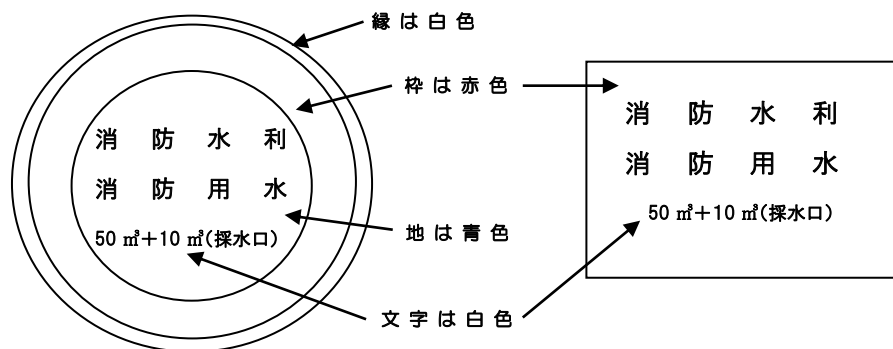 縁は白色
枠は赤色
消防水利
消防用水
50㎥+10㎥(採水口)
地は青色
文字は白色
消防水利
消防用水
50㎥+10㎥(採水口)